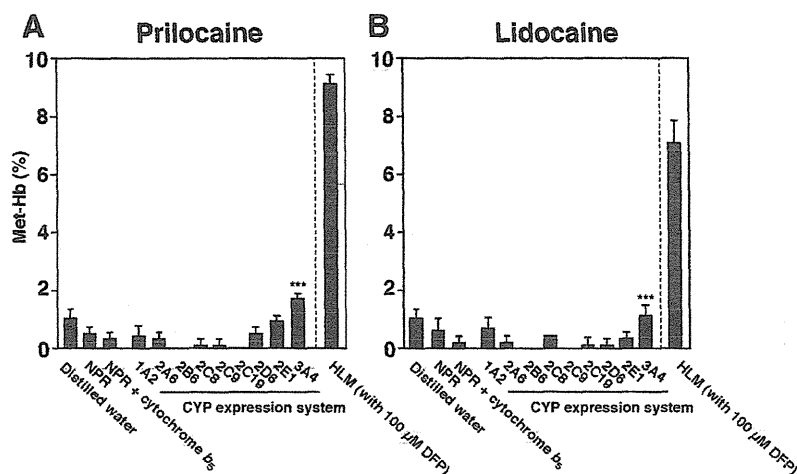 A
Prilocaine
Met-Hb (%)
10
8
6
4
2
0
***
Distilled water
NPR
NPR + cytochrome b5
1A2
2A6
2B6
2C8
2C9
2C19
2D6
2E1
3A4
HLM (with 100 µM DFP)
CYP expression system
B
Lidocaine
10
8
6
4
2
0
***
Distilled water
NPR
NPR + cytochrome b5
1A2
2A6
2B6
2C8
2C9
2C19
2D6
2E1
3A4
HLM (with 100 µM DFP)
CYP expression system